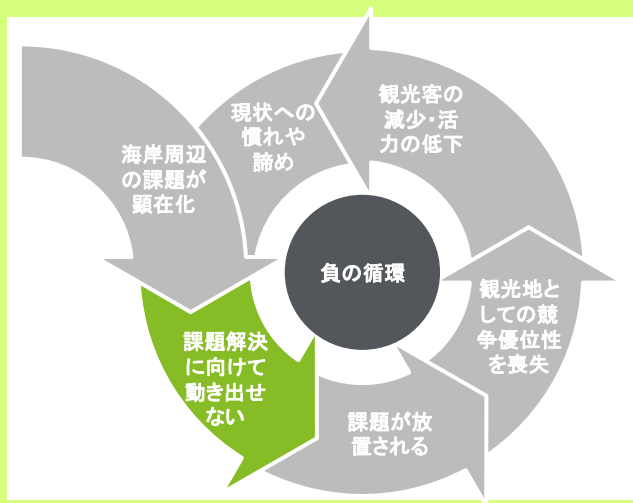 海岸周辺
の課題が
顕在化
課題解決
に向けて
動き出せ
ない
課題が放
置される
観光地と
しての競
争優位性
を喪失
観光客の
減少・活
力の低下
現状への
慣れや
諦め
負の循環